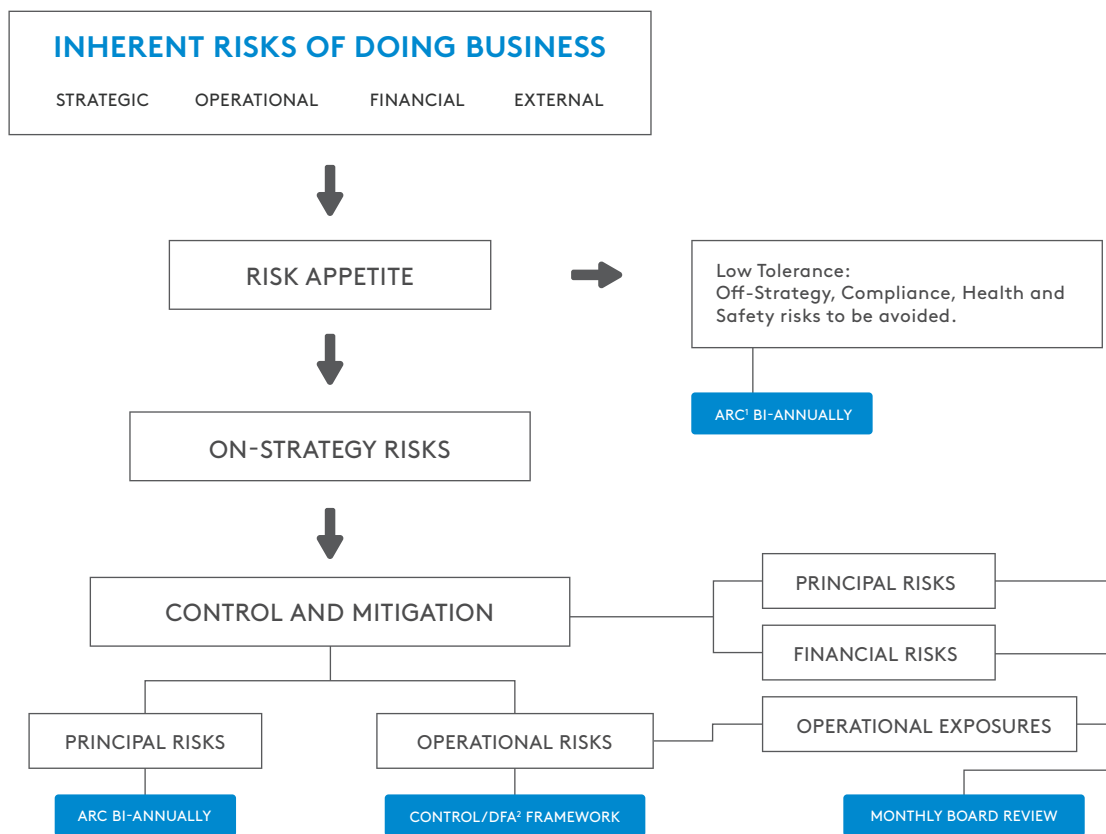 INHERENT RISKS OF DOING BUSINESS
STRATEGIC OPERATIONAL FINANCIAL EXTERNAL
RISK APPETITE
Low Tolerance:
Off-Strategy, Compliance, Health and
Safety risks to be avoided.
ARC¹ BI-ANNUALLY
ON-STRATEGY RISKS
CONTROL AND MITIGATION
PRINCIPAL RISKS
FINANCIAL RISKS
PRINCIPAL RISKS
OPERATIONAL RISKS
OPERATIONAL EXPOSURES
ARC BI-ANNUALLY
CONTROL/DFA² FRAMEWORK
MONTHLY BOARD REVIEW